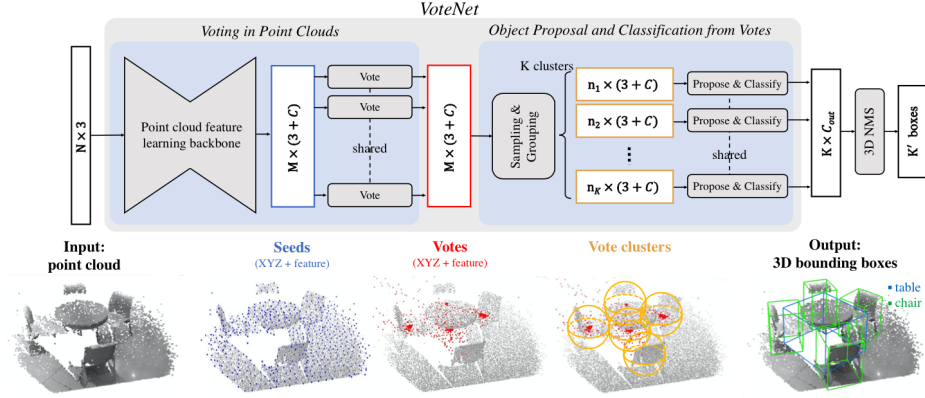 VoteNet
Voting in Point Clouds
Object Proposal and Classification from Votes
N × 3
Point cloud feature
learning backbone
M × (3 + C)
Vote
Vote
shared
Vote
M × (3 + C)
Sampling &
Grouping
K clusters
n₁ × (3 + C)
n₂ × (3 + C)
⋮
n_K × (3 + C)
Propose & Classify
Propose & Classify
shared
Propose & Classify
K × C_out
3D NMS
K′ boxes
Input:
point cloud
Seeds
(XYZ + feature)
Votes
(XYZ + feature)
Vote clusters
Output:
3D bounding boxes
table
chair